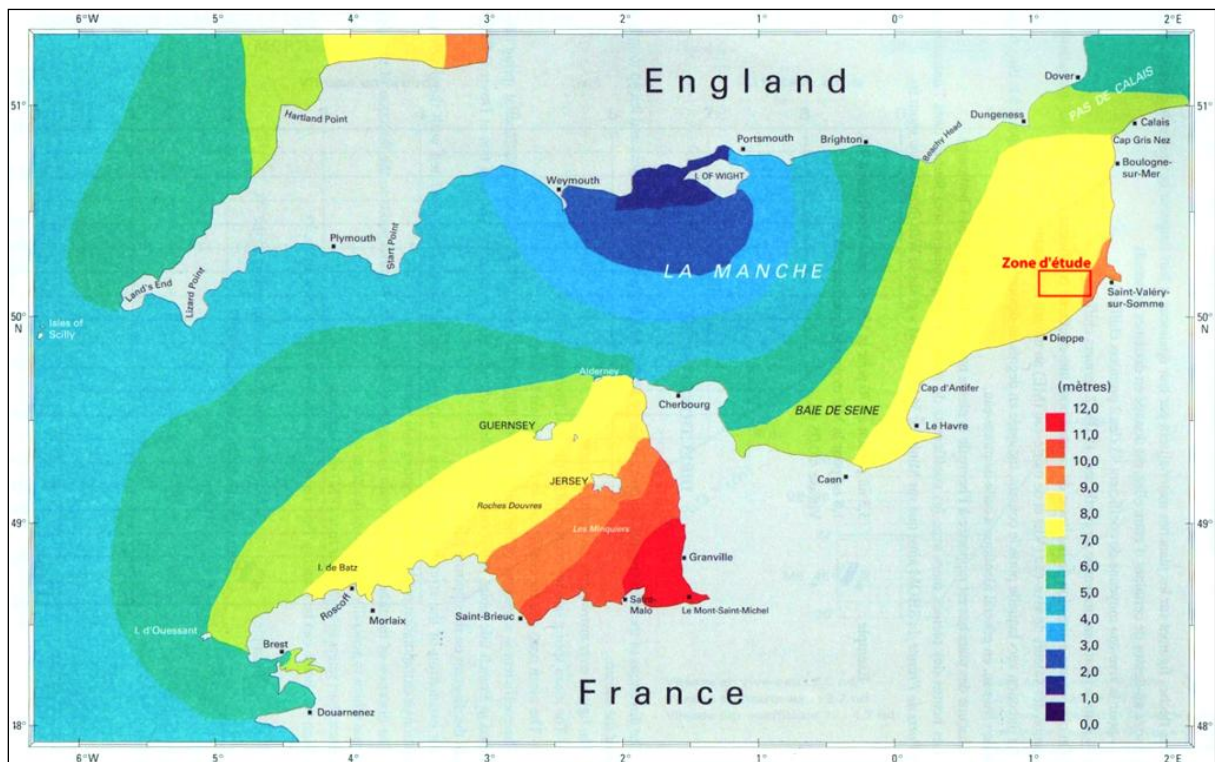 6°W 5° 4° 3° 2° 1° 0° 1° 2°E
England
Dover
PAS DE CALAIS
51°
51°
Hartland Point
Dungeness
Calais
Portsmouth
Brighton
Beachy Head
Cap Gris Nez
Boulogne-
sur-Mer
I. OF WIGHT
Weymouth
Plymouth
Start Point
LA MANCHE
Zone d'étude
Land's End
Lizard Point
Saint-Valéry-
sur-Somme
50°
N
50°
N
Isles of
Scilly
Dieppe
Alderney
Cherbourg
Cap d'Antifer
(mètres)
BAIE DE SEINE
GUERNSEY
Le Havre
12,0
11,0
10,0
9,0
8,0
7,0
6,0
5,0
4,0
3,0
2,0
1,0
0,0
JERSEY
Caen
Roches Douvres
Les Minquiers
49°
49°
Granville
I. de Batz
Roscoff
Morlaix
Saint-Brieuc
Saint-
Malo
Le Mont-Saint-Michel
I. d'Ouessant
Brest
France
Douarnenez
48°
48°
6°W 5° 4° 3° 2° 1° 0° 1° 2°E